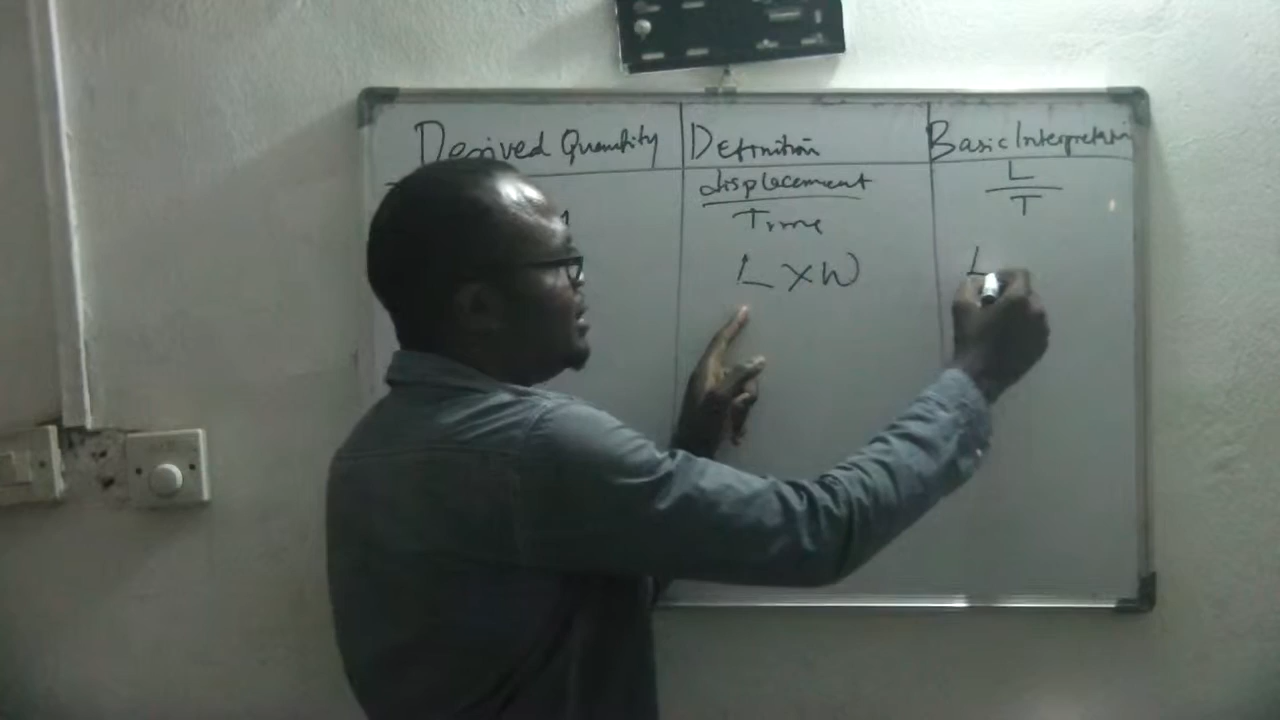 Derived Quantity Definition Basic Interpretation
displacement L
Time T
L X W L